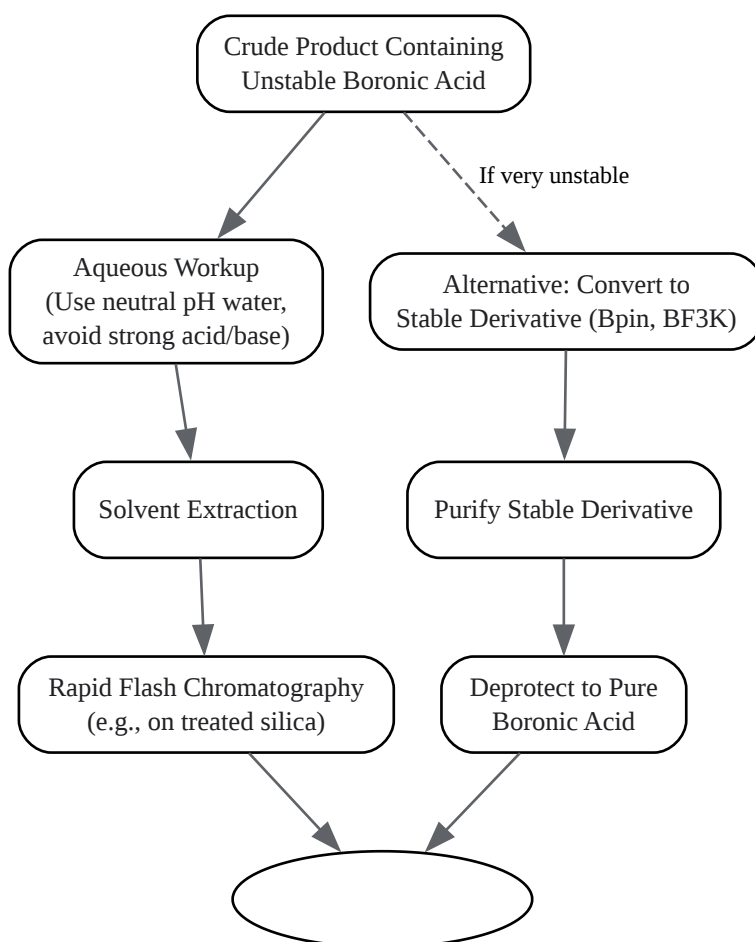 Crude Product Containing
Unstable Boronic Acid
If very unstable
Aqueous Workup
(Use neutral pH water,
avoid strong acid/base)
Alternative: Convert to
Stable Derivative (Bpin, BF3K)
Solvent Extraction
Purify Stable Derivative
Rapid Flash Chromatography
(e.g., on treated silica)
Deprotect to Pure
Boronic Acid